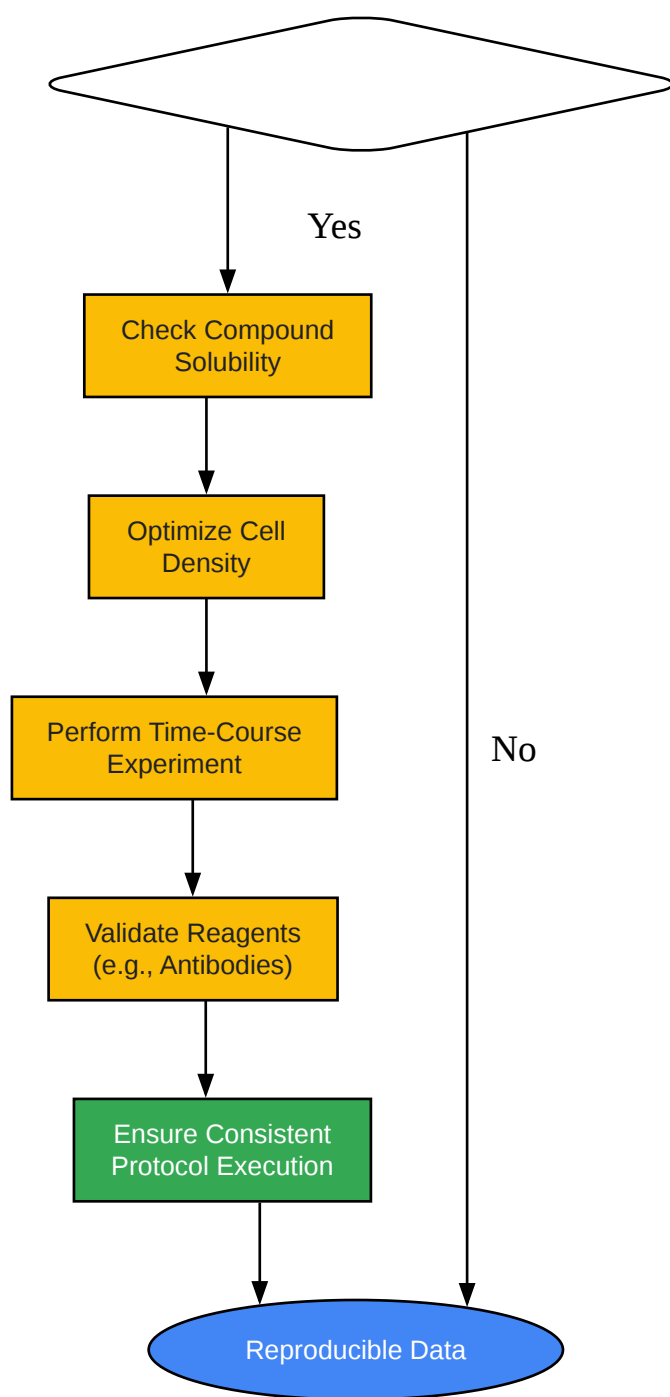 Yes
Check Compound
Solubility
Optimize Cell
Density
Perform Time-Course
Experiment
No
Validate Reagents
(e.g., Antibodies)
Ensure Consistent
Protocol Execution
Reproducible Data